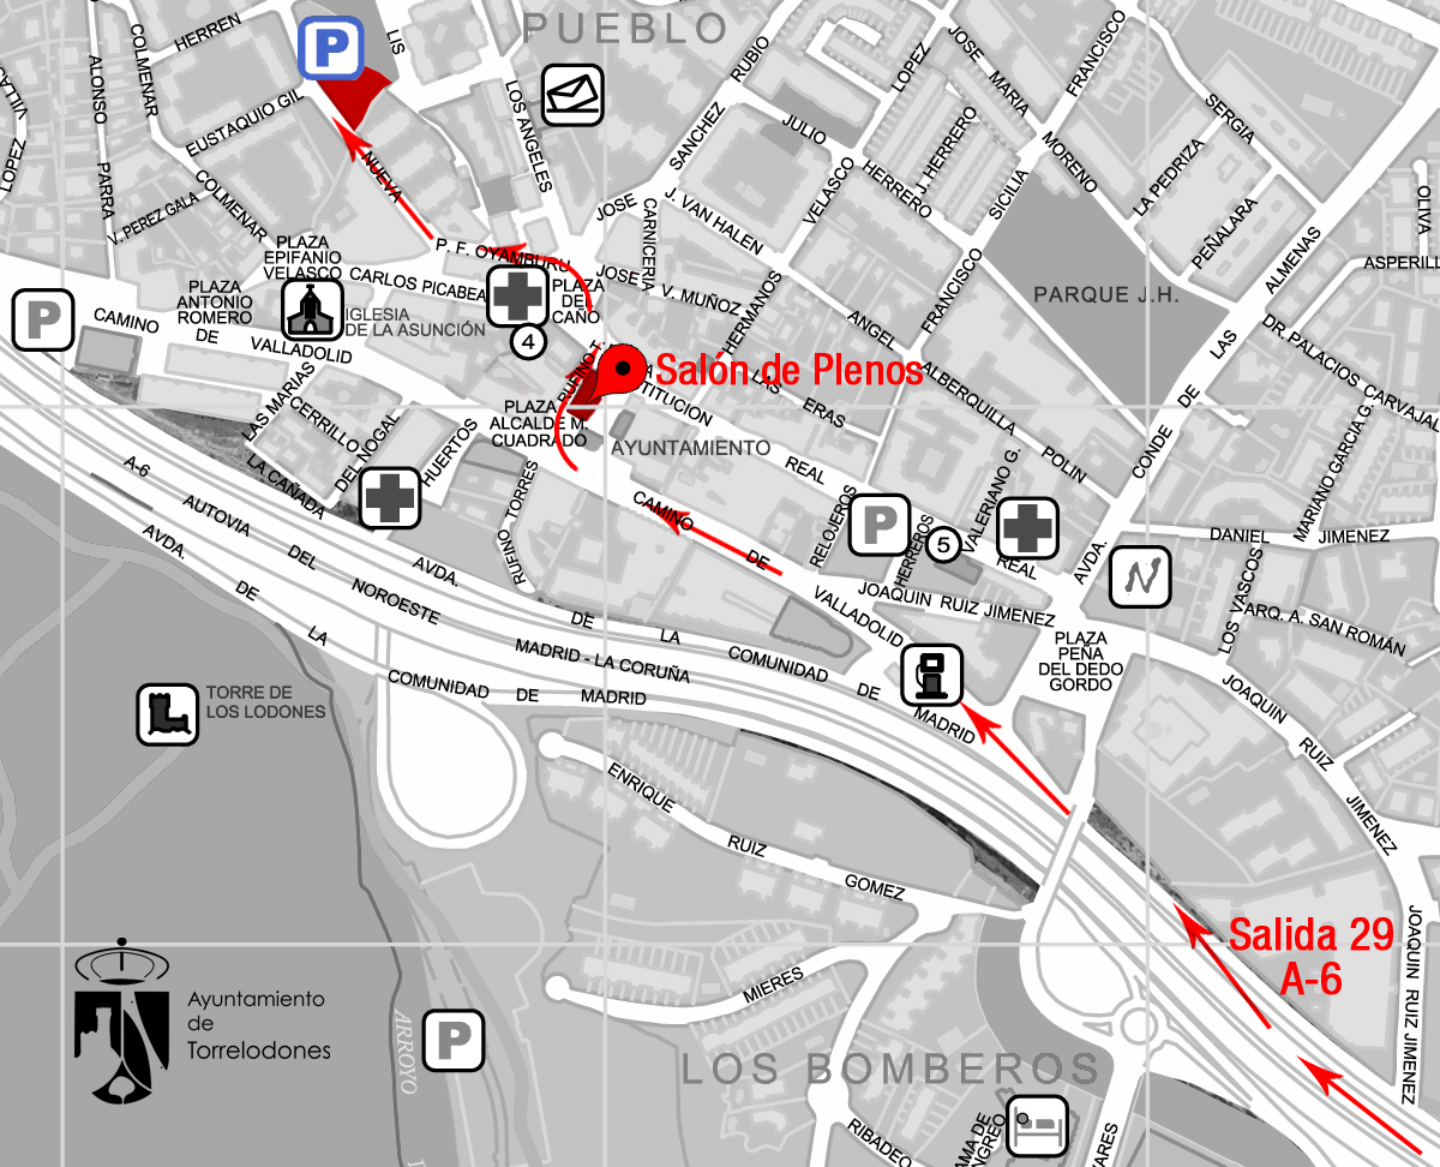 PUEBLO
HERREN
LIS
COLMENAR
ALONSO
PARRA
LOPEZ
EUSTAQUIO GIL
V. PEREZ GALA
COLMENAR
NUEVA
LOS ANGELES
P
RUBIO
SANCHEZ
LOPEZ
VELASCO
JULIO
HERRERO
J. HERRERO
JOSE MARIA
MORENO
FRANCISCO
SICILIA
SERGIA
LA PEDRIZA
PEÑALARA
ALMENAS
LAS
DE
CONDE
AVDA.
OLIVA
ASPERILL
JOSE
CARNICERIA
J. VAN HALEN
JOSE V. MUÑOZ
HERMANOS
FRANCISCO
ANGEL
ALBERQUILLA
POLIN
PARQUE J.H.
DR. PALACIOS CARVAJAL
MARIANO GARCIA G.
PLAZA
EPIFANIO
VELASCO
CARLOS PICABEA
P. F. OYAMBURU
PLAZA
DEL
CAÑO
PLAZA
ANTONIO
ROMERO
IGLESIA
DE LA ASUNCIÓN
P
CAMINO
DE
VALLADOLID
4
RUFINO T.
Salón de Plenos
TITUCION
LAS
ERAS
PLAZA
ALCALDE M.
CUADRADO
AYUNTAMIENTO
REAL
LAS MARIAS
CERRILLO
DEL NOGAL
LA CAÑADA
HUERTOS
RUFINO TORRES
CAMINO
DE
VALLADOLID
RELOJEROS
P
HERREROS
5
VALERIANO G.
REAL
JOAQUIN RUIZ JIMENEZ
DANIEL
JIMENEZ
LOS VASCOS
ARQ. A. SAN ROMÁN
PLAZA
PEÑA
DEL DEDO
GORDO
JOAQUIN
RUIZ
JIMENEZ
A-6
AUTOVIA
DEL
NOROESTE
MADRID - LA CORUÑA
AVDA.
DE
LA
COMUNIDAD
DE
MADRID
AVDA.
DE
LA
COMUNIDAD
DE
MADRID
TORRE DE
LOS LODONES
ENRIQUE
RUIZ
GOMEZ
Salida 29
A-6
JOAQUIN RUIZ JIMENEZ
MIERES
Ayuntamiento
de
Torrelodones
ARROYO
P
LOS BOMBEROS
RIBADEO